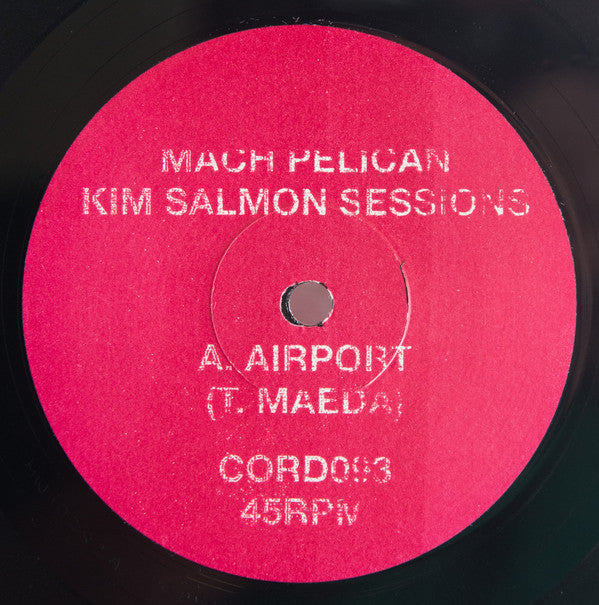 MACH PELICAN
KIM SALMON SESSIONS
A. AIRPORT
(T. MAEDA)
CORD093
45RPM